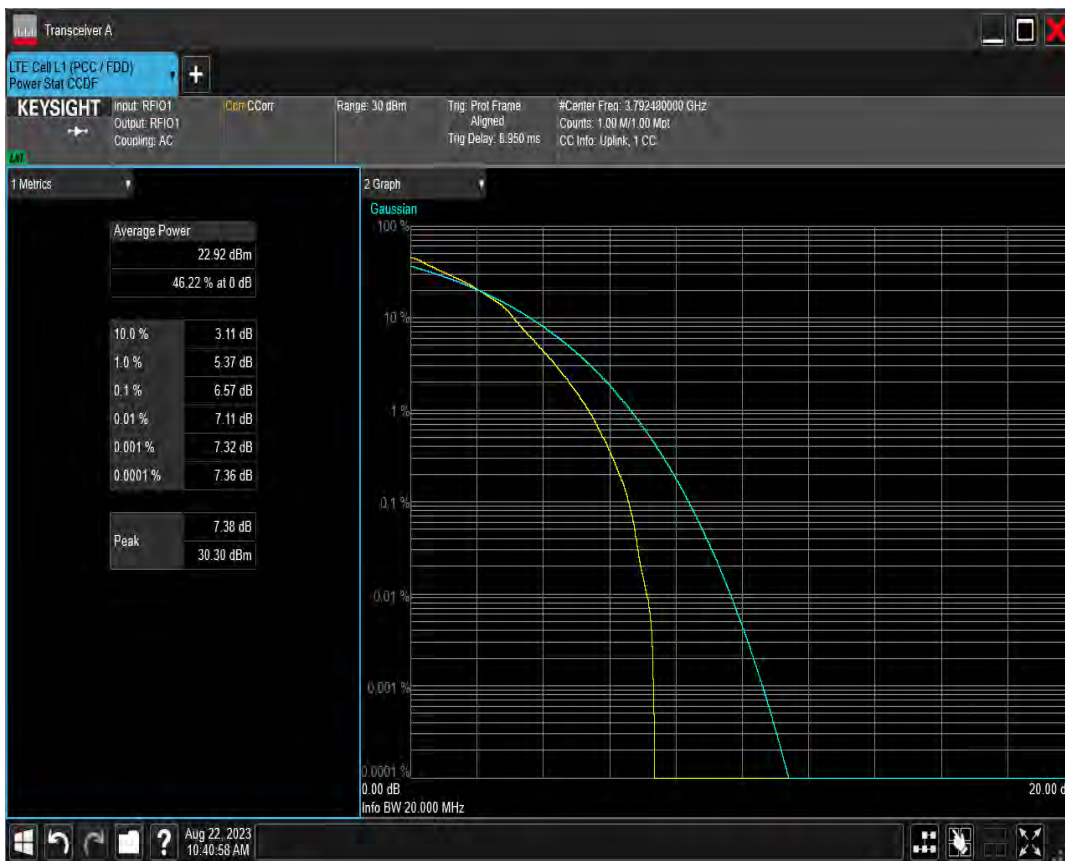 Transceiver A
LTE Cell L1 (PCC / FDD)
Power Stat CCDF
+
KEYSIGHT
Input: RFIO1
Output: RFIO1
Coupling: AC
Corr CCorr
Range: 30 dBm
Trig: Prot Frame
Aligned
Trig Delay: 6.950 ms
#Center Freq: 3.792480000 GHz
Counts: 1.00 M/1.00 Mpt
CC Info: Uplink, 1 CC
1 Metrics
Average Power
22.92 dBm
46.22 % at 0 dB
10.0 % 3.11 dB
1.0 % 5.37 dB
0.1 % 6.57 dB
0.01 % 7.11 dB
0.001 % 7.32 dB
0.0001 % 7.36 dB
Peak
7.38 dB
30.30 dBm
2 Graph
Gaussian
100 %
10 %
1 %
0.1 %
0.01 %
0.001 %
0.0001 %
0.00 dB
20.00 d
Info BW 20.000 MHz
?
Aug 22, 2023
10:40:58 AM